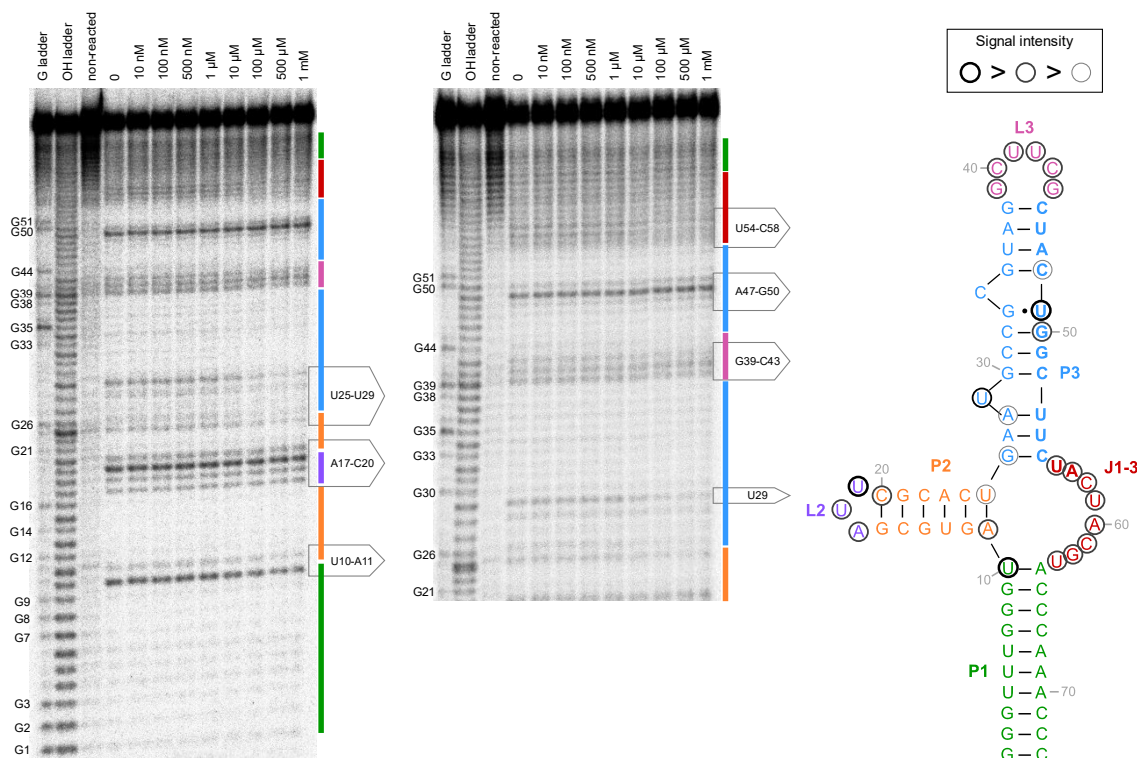 G ladder
OH ladder
non-reacted
0
10 nM
100 nM
500 nM
1 µM
10 µM
100 µM
500 µM
1 mM
G51
G50
G44
G39
G38
G35
G33
G26
G21
G16
G14
G12
G9
G8
G7
G3
G2
G1
U25-U29
A17-C20
U10-A11
G ladder
OH ladder
non-reacted
0
10 nM
100 nM
500 nM
1 µM
10 µM
100 µM
500 µM
1 mM
G51
G50
G44
G39
G38
G35
G33
G30
G26
G21
U54-C58
A47-G50
G39-C43
U29
Signal intensity
> >
L3
U U
40 C C
G G
G C
A U
U A
G C
C
G • U
C G 50
C G
30 G C P3
U
A U
A U
G C
U A J1-3
C
U
A 60
C
G
U
20 P2
U C G C A C U
L2 U
A G C G U G A
10 U A
G C
G C
G C
U A
U A
P1 U A 70
G C
G C
G C